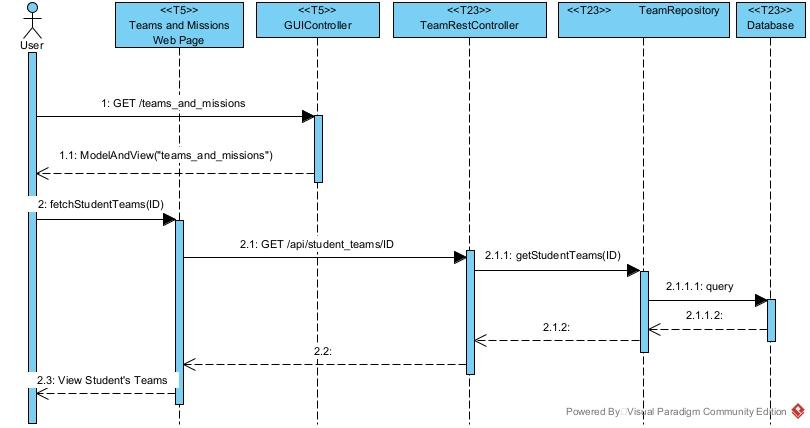 <<T5>>
Teams and Missions
Web Page
<<T5>>
GUIController
<<T23>>
TeamRestController
<<T23>> TeamRepository
<<T23>>
Database
User
1: GET /teams_and_missions
1.1: ModelAndView("teams_and_missions")
2: fetchStudentTeams(ID)
2.1: GET /api/student_teams/ID
2.1.1: getStudentTeams(ID)
2.1.1.1: query
2.1.1.2:
2.1.2:
2.2:
2.3: View Student's Teams
Powered By Visual Paradigm Community Edition